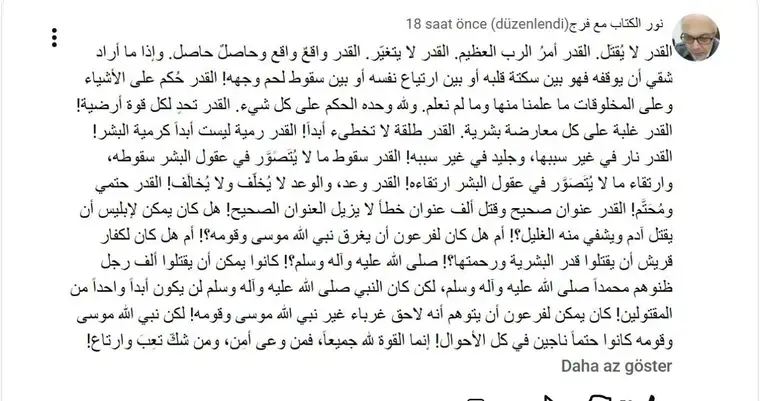 نور الكتاب مع فرج(düzenlendi) 18 saat önce
القدر لا يُقتَل. القدر أمرُ الرب العظيم. القدر لا يتغيّر. القدر واقعٌ واقع وحاصلٌ حاصل. وإذا ما أراد
شقي أن يوقفه فهو بين سكتة قلبه أو بين ارتياع نفسه أو بين سقوط لحم وجهه! القدر حُكم على الأشياء
وعلى المخلوقات ما علمنا منها وما لم نعلم. ولله وحده الحكم على كل شيء. القدر تحدٍ لكل قوة أرضية!
القدر غلبة على كل معارضة بشرية. القدر طلقة لا تخطىء أبداً! القدر رمية ليست أبداً كرمية البشر!
القدر نار في غير سببها، وجليد في غير سببه! القدر سقوط ما لا يُتَصوَّر في عقول البشر سقوطه،
وارتقاء ما لا يُتَصوَّر في عقول البشر ارتقاءه! القدر وعد، والوعد لا يُخلَّف ولا يُخالَف! القدر حتمي
ومُحَتَّم! القدر عنوان صحيح وقتل ألف عنوان خطأ لا يزيل العنوان الصحيح! هل كان يمكن لإبليس أن
يقتل آدم ويشفي منه الغليل؟! أم هل كان لفرعون أن يغرق نبي الله موسى وقومه؟! أم هل كان لكفار
قريش أن يقتلوا قدر البشرية ورحمتها؟! صلى الله عليه وآله وسلم؟! كانوا يمكن أن يقتلوا ألف رجل
ظنوهم محمداً صلى الله عليه وآله وسلم، لكن كان النبي صلى الله عليه وآله وسلم لن يكون أبداً واحداً من
المقتولين! كان يمكن لفرعون أن يتوهم أنه لاحق غرباء غير نبي الله موسى وقومه! لكن نبي الله موسى
وقومه كانوا حتماً ناجين في كل الأحوال! إنما القوة لله جميعاً، فمن وعى أمِن، ومن شكّ تعِبَ وارتاع!
Daha az göster